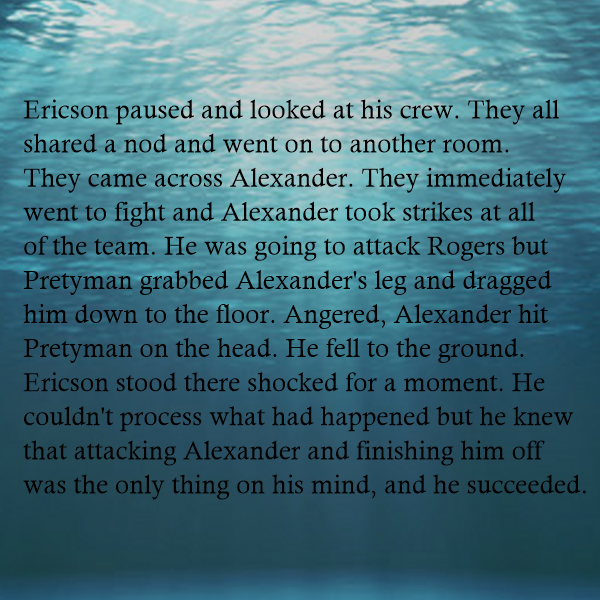 Ericson paused and looked at his crew. They all
shared a nod and went on to another room.
They came across Alexander. They immediately
went to fight and Alexander took strikes at all
of the team. He was going to attack Rogers but
Pretyman grabbed Alexander's leg and dragged
him down to the floor. Angered, Alexander hit
Pretyman on the head. He fell to the ground.
Ericson stood there shocked for a moment. He
couldn't process what had happened but he knew
that attacking Alexander and finishing him off
was the only thing on his mind, and he succeeded.